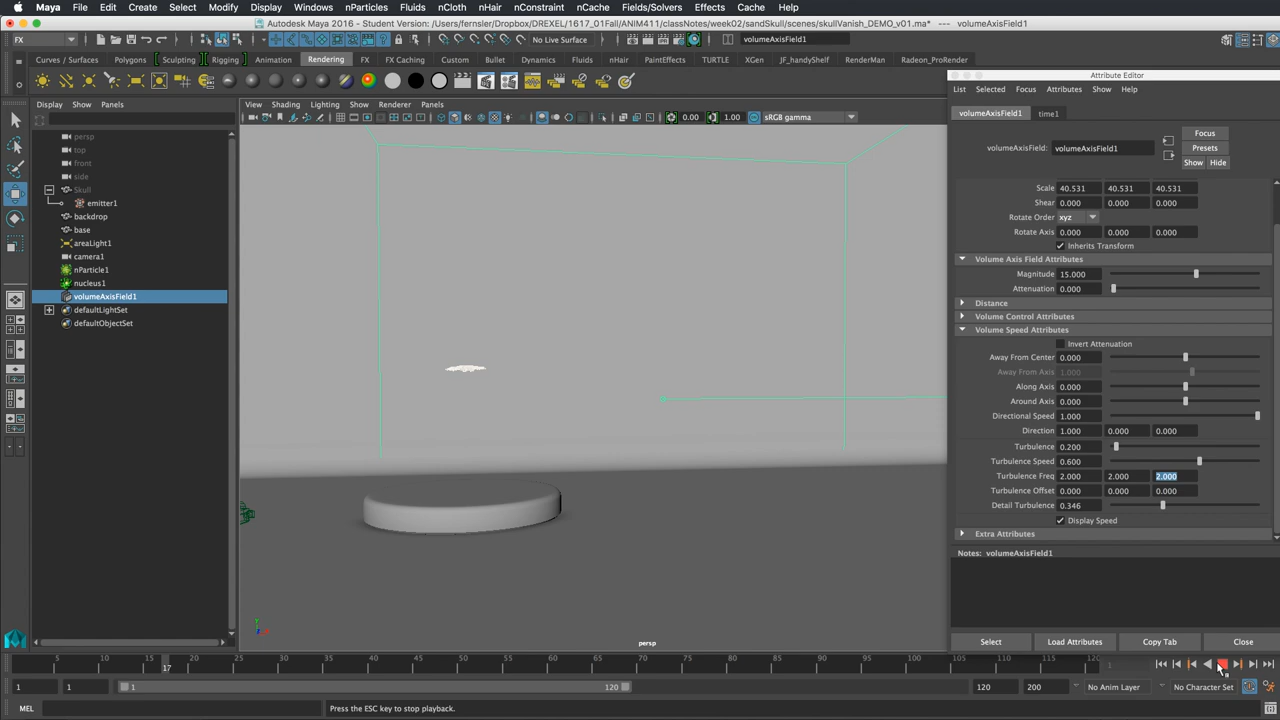 Maya File Edit Create Select Modify Display Windows nParticles Fluids nCloth nHair nConstraint nCache Fields/Solvers Effects Cache Help
Autodesk Maya 2016 - Student Version: /Users/fernsler/Dropbox/DREXEL/1617_01Fall/ANIM411/classNotes/week02/sandSkull/scenes/skullVanish_DEMO_v01.ma* --- volumeAxisField1
FX No Live Surface volumeAxisField1
Curves / Surfaces Polygons Sculpting Rigging Animation Rendering FX FX Caching Bullet Dynamics Fluids nHair PaintEffects TURTLE XGen JF_handyShelf RenderMan Radeon_ProRender
Attribute Editor
List Selected Focus Attributes Show Help
Display Show Panels
View Shading Lighting Show Renderer Panels
0.00 1.00 sRGB gamma
volumeAxisField1 time1
persp
top
front
side
Skull
emitter1
backdrop
base
areaLight1
camera1
nParticle1
nucleus1
volumeAxisField1
defaultLightSet
defaultObjectSet
volumeAxisField: volumeAxisField1
Focus
Presets
Show Hide
Scale 40.531 40.531 40.531
Shear 0.000 0.000 0.000
Rotate Order xyz
Rotate Axis 0.000 0.000 0.000
Inherits Transform
Volume Axis Field Attributes
Magnitude 15.000
Attenuation 0.000
Distance
Volume Control Attributes
Volume Speed Attributes
Invert Attenuation
Away From Center 0.000
Away From Axis 1.000
Along Axis 0.000
Around Axis 0.000
Directional Speed 1.000
Direction 1.000 0.000 0.000
Turbulence 0.200
Turbulence Speed 0.600
Turbulence Freq 2.000 2.000 2.000
Turbulence Offset 0.000 0.000 0.000
Detail Turbulence 0.346
Display Speed
Extra Attributes
Notes: volumeAxisField1
Select Load Attributes Copy Tab Close
persp
5 10 15 17 20 25 30 35 40 45 50 55 60 65 70 75 80 85 90 95 100 105 110 115 120 1
1 1 1 120 120 200 No Anim Layer No Character Set
MEL Press the ESC key to stop playback.